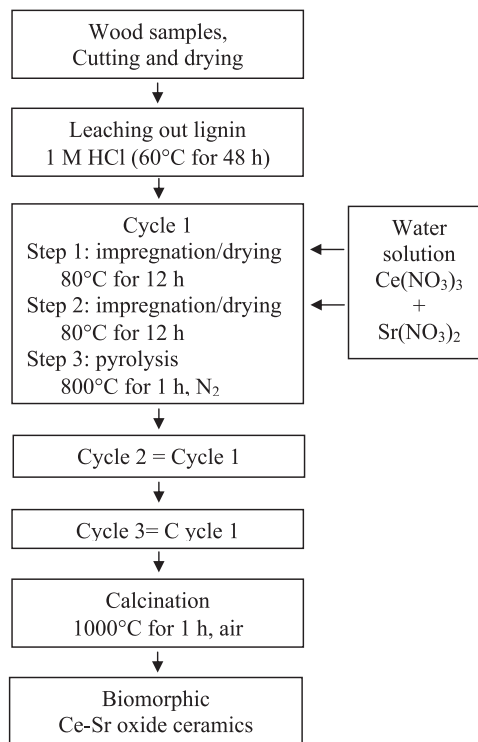 Wood samples,
Cutting and drying
Leaching out lignin
1 M HCl (60°C for 48 h)
Cycle 1
Step 1: impregnation/drying
80°C for 12 h
Step 2: impregnation/drying
80°C for 12 h
Step 3: pyrolysis
800°C for 1 h, N₂
Water
solution
Ce(NO₃)₃
+
Sr(NO₃)₂
Cycle 2 = Cycle 1
Cycle 3= C ycle 1
Calcination
1000°C for 1 h, air
Biomorphic
Ce-Sr oxide ceramics